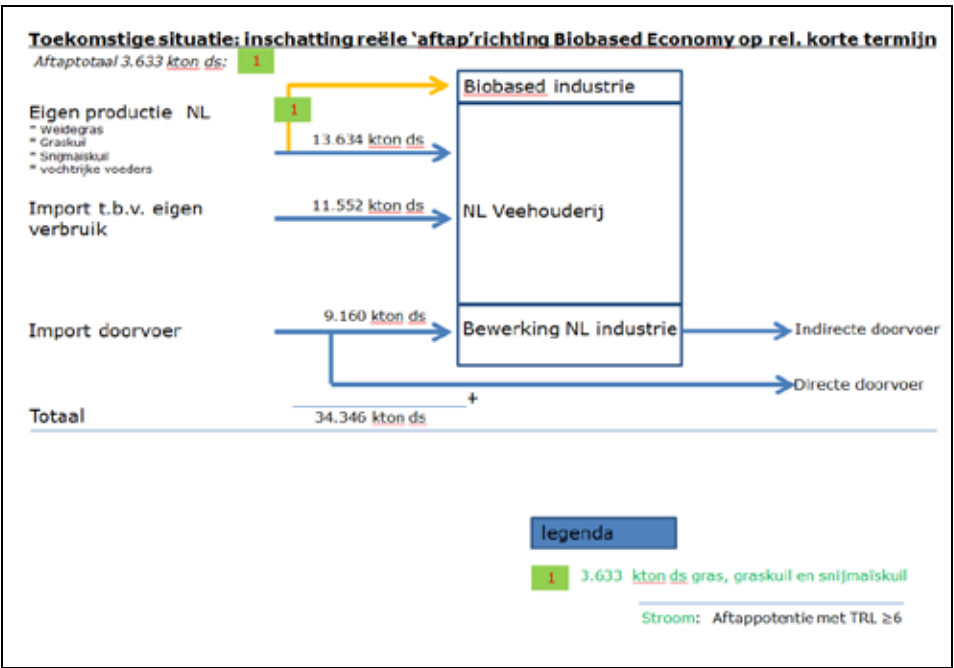 Toekomstige situatie: inschatting reële ‘aftap’richting Biobased Economy op rel. korte termijn
Aftaptotaal 3.633 kton ds: 1
Biobased industrie
Eigen productie NL
1
* Weidegras
* Graskuil
* Snijmaiskuil
* vochtrijke voeders
13.634 kton ds
Import t.b.v. eigen
verbruik
11.552 kton ds
NL Veehouderij
Import doorvoer
9.160 kton ds
Bewerking NL industrie
Indirecte doorvoer
Directe doorvoer
+
Totaal
34.346 kton ds
legenda
1 3.633 kton ds gras, graskuil en snijmaïskuil
Stroom: Aftappotentie met TRL ≥6